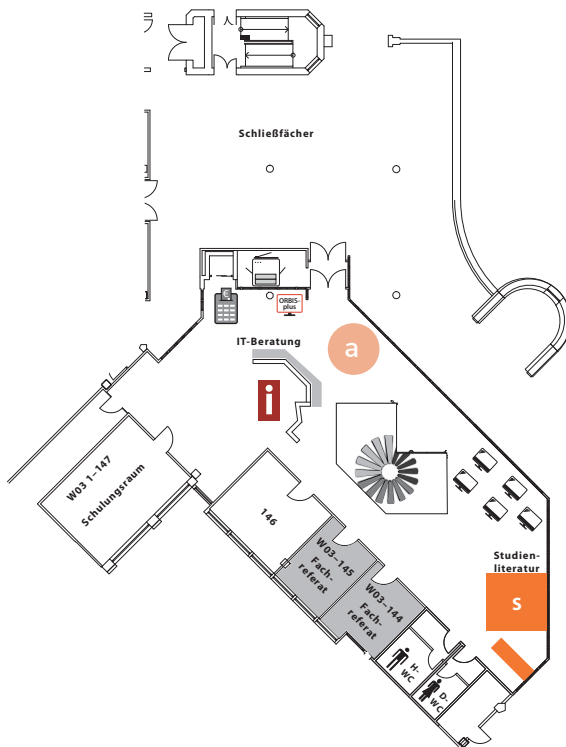 Schließfächer
ORBIS-
plus
IT-Beratung
a
i
W03 1–147
Schulungsraum
146
W03–145
Fach-
referat
W03–144
Fach-
referat
Studien-
literatur
S
H-
WC
D-
WC